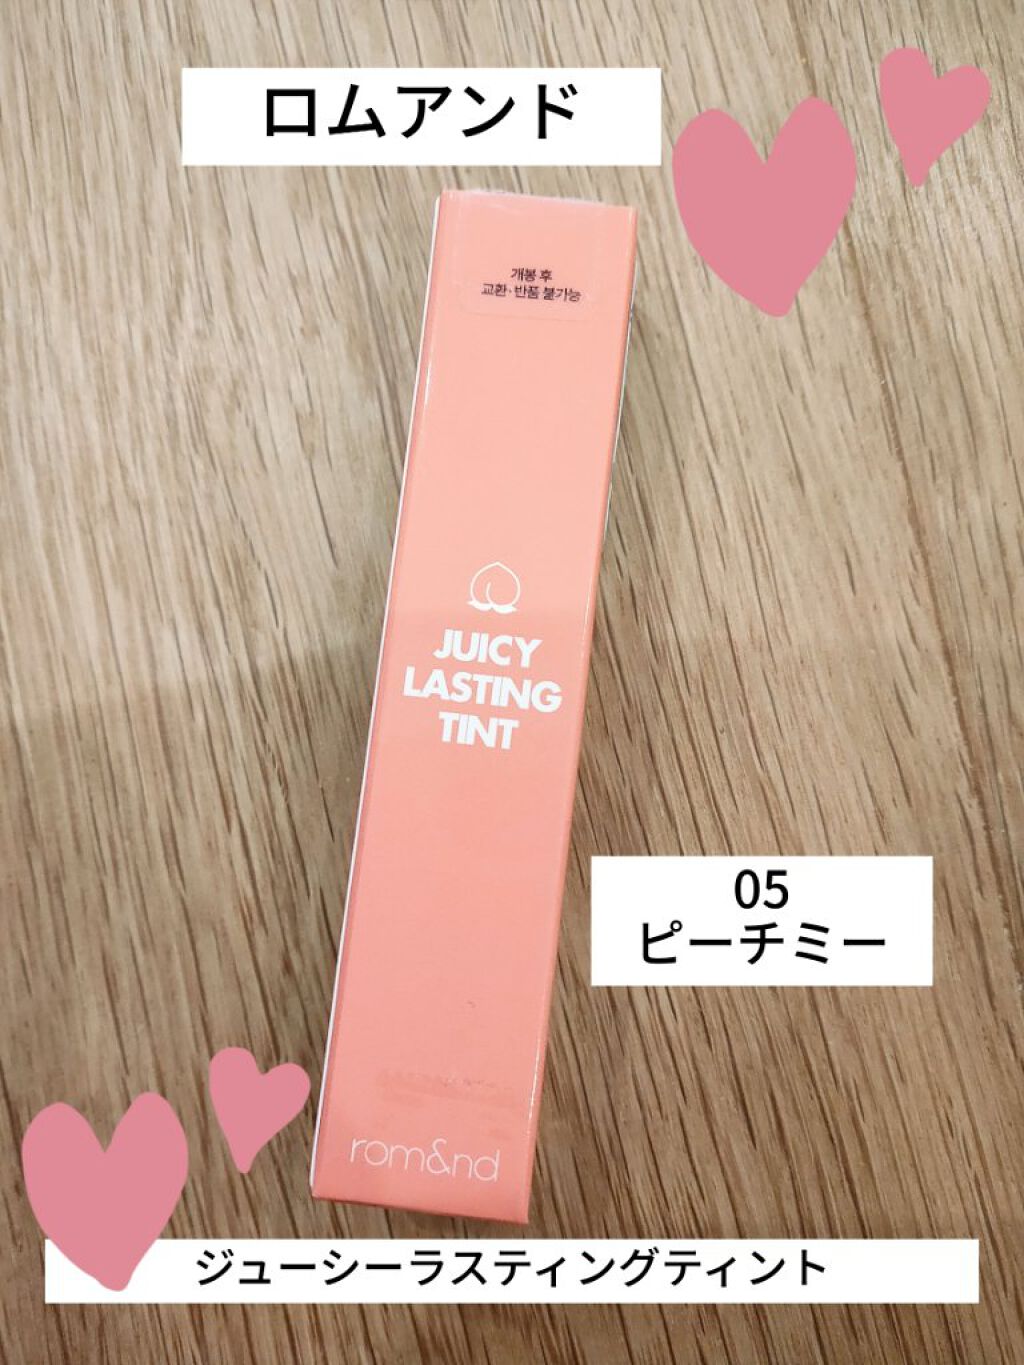 ロムアンド
개봉 후
교환·반품 불가능
JUICY
LASTING
TINT
05
ピーチミー
rom&nd
ジューシーラスティングティント